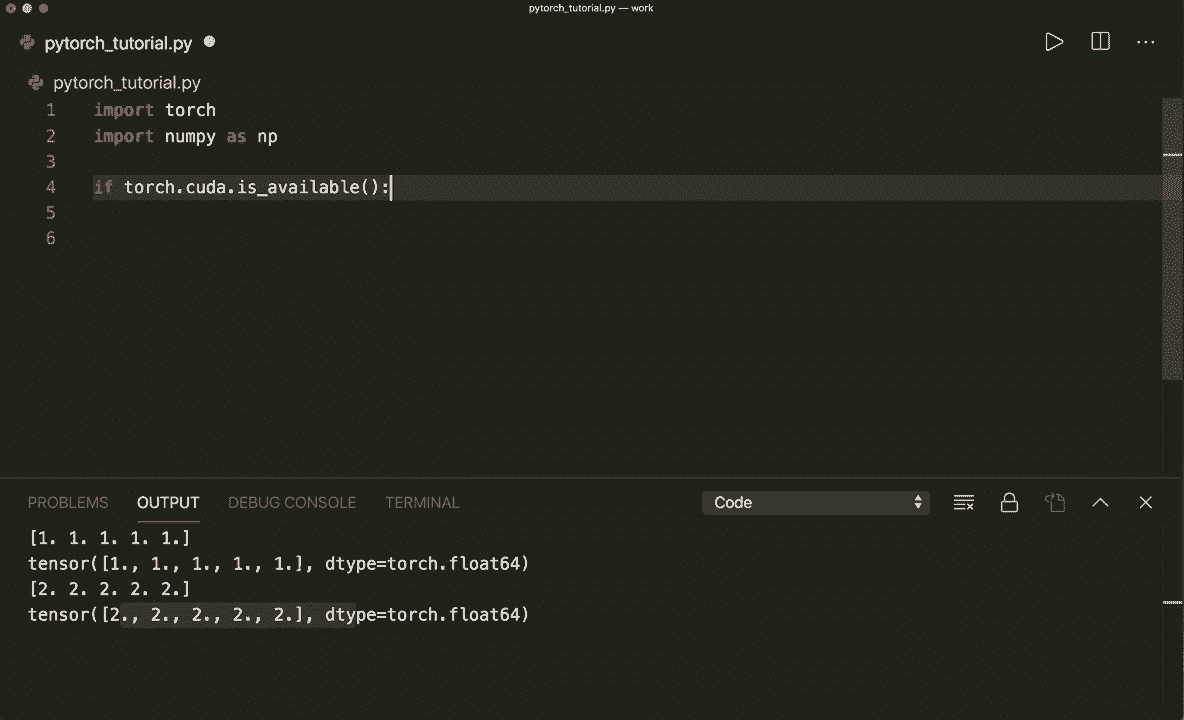 pytorch_tutorial.py — work
pytorch_tutorial.py
pytorch_tutorial.py
1 import torch
2 import numpy as np
3
4 if torch.cuda.is_available():
5
6
PROBLEMS OUTPUT DEBUG CONSOLE TERMINAL Code
[1. 1. 1. 1. 1.]
tensor([1., 1., 1., 1., 1.], dtype=torch.float64)
[2. 2. 2. 2. 2.]
tensor([2., 2., 2., 2., 2.], dtype=torch.float64)